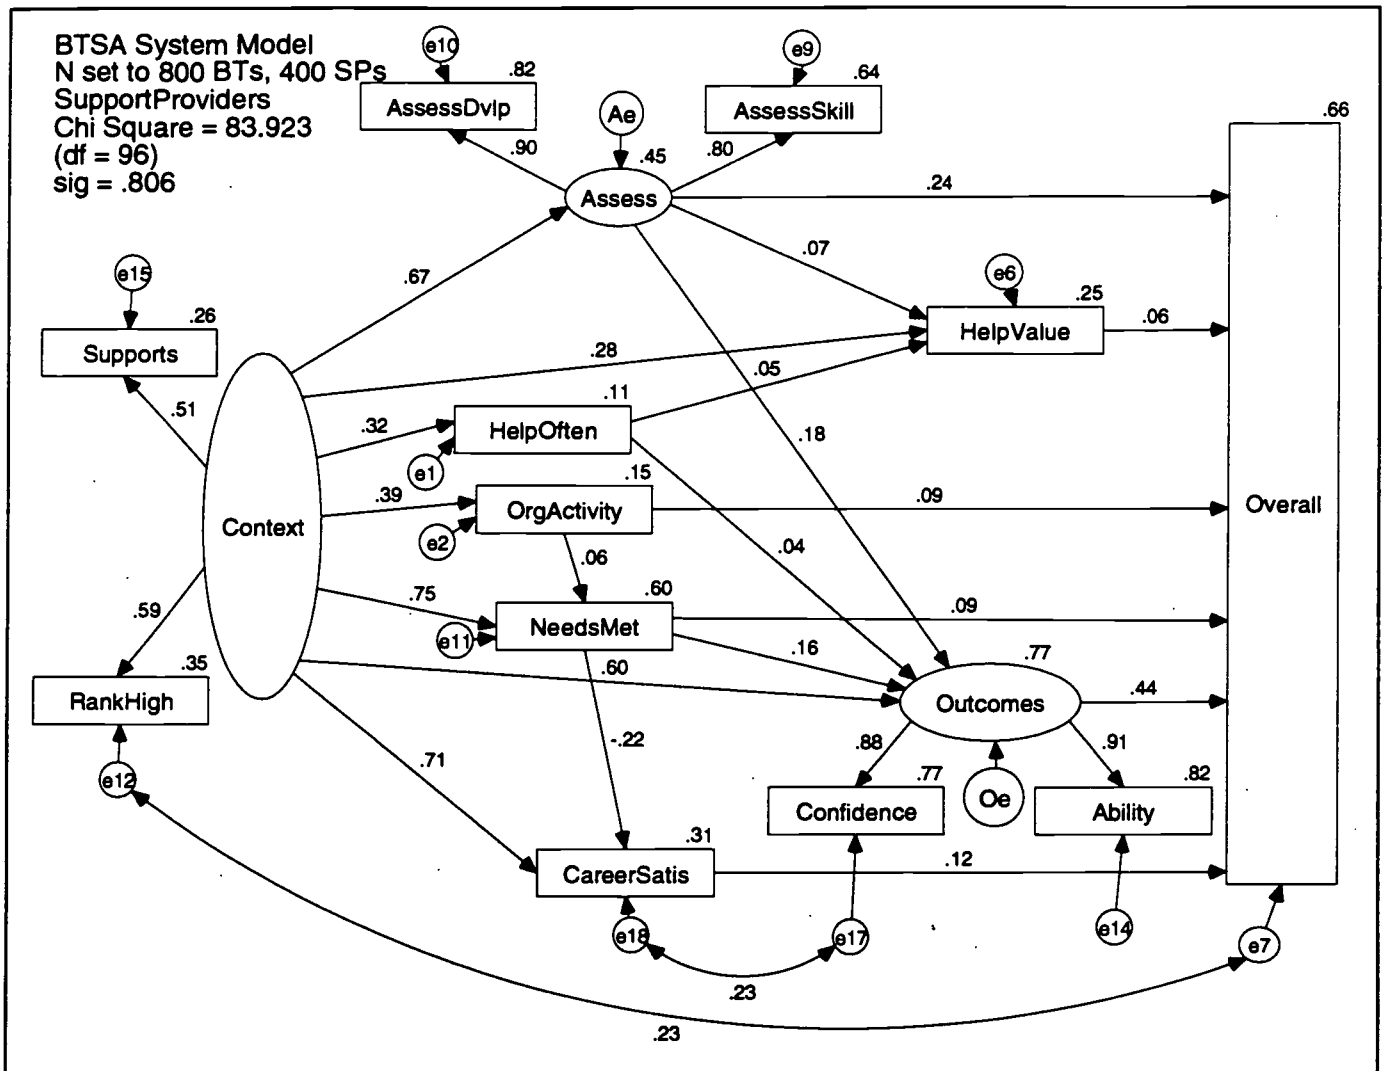 BTSA System Model
N set to 800 BTs, 400 SPs
SupportProviders
Chi Square = 83.923
(df = 96)
sig = .806
e10
.82
AssessDvlp
e9
.64
AssessSkill
.66
Ae
.90
.80
.45
Assess
.24
.07
.67
e15
.26
Supports
e6
.25
HelpValue
.06
.28
.05
.51
.11
HelpOften
.32
e1
.18
.15
.39
OrgActivity
.09
Overall
Context
e2
.06
.04
.60
.75
NeedsMet
.09
e11
.16
.59
.60
.77
.35
RankHigh
Outcomes
.44
-.22
.88
.91
.71
e12
.77
Confidence
Oe
.82
Ability
.31
CareerSatis
.12
e18
e17
e14
e7
.23
.23